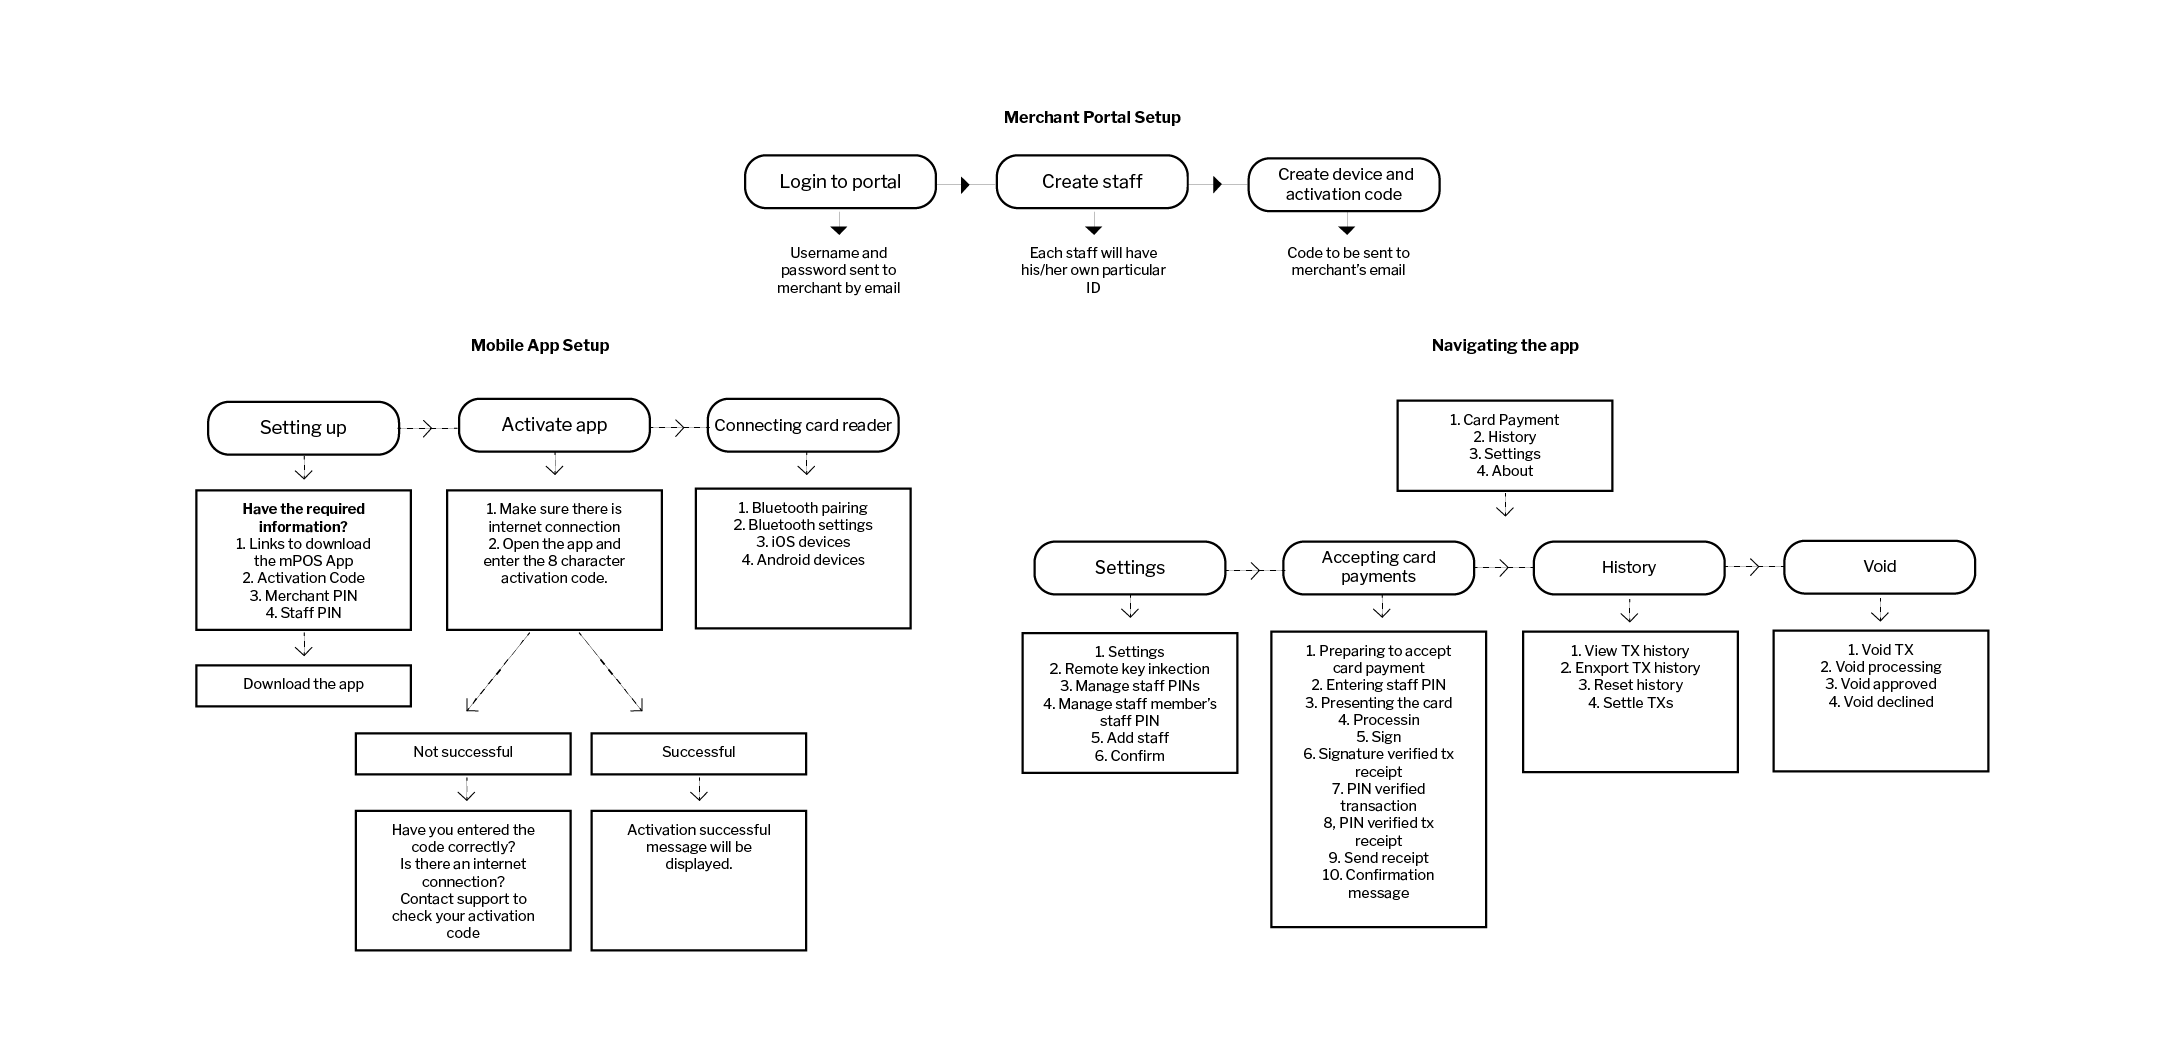 Merchant Portal Setup
Login to portal
Create staff
Create device and
activation code
Username and
password sent to
merchant by email
Each staff will have
his/her own particular
ID
Code to be sent to
merchant's email
Mobile App Setup
Setting up
Activate app
Connecting card reader
Have the required
information?
1. Links to download
the mPOS App
2. Activation Code
3. Merchant PIN
4. Staff PIN
1. Make sure there is
internet connection
2. Open the app and
enter the 8 character
activation code.
1. Bluetooth pairing
2. Bluetooth settings
3. iOS devices
4. Android devices
Download the app
Not successful
Successful
Have you entered the
code correctly?
Is there an internet
connection?
Contact support to
check your activation
code
Activation successful
message will be
displayed.
Navigating the app
1. Card Payment
2. History
3. Settings
4. About
Settings
Accepting card
payments
History
Void
1. Settings
2. Remote key inkection
3. Manage staff PINs
4. Manage staff member's
staff PIN
5. Add staff
6. Confirm
1. Preparing to accept
card payment
2. Entering staff PIN
3. Presenting the card
4. Processin
5. Sign
6. Signature verified tx
receipt
7. PIN verified
transaction
8, PIN verified tx
receipt
9. Send receipt
10. Confirmation
message
1. View TX history
2. Enxport TX history
3. Reset history
4. Settle TXs
1. Void TX
2. Void processing
3. Void approved
4. Void declined